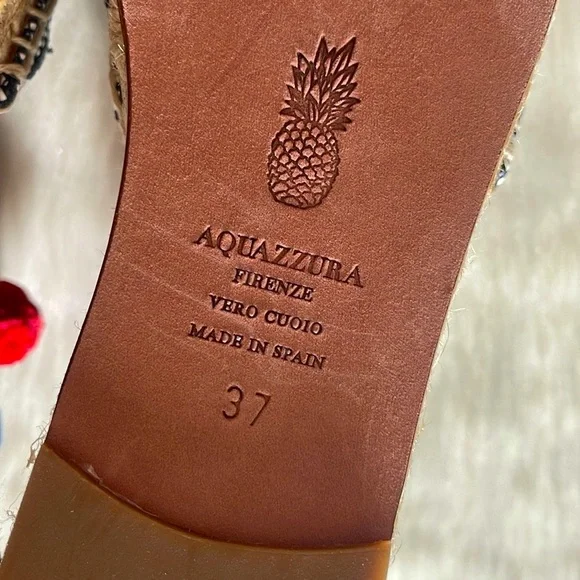 AQUAZZURA
FIRENZE
VERO CUOIO
MADE IN SPAIN
37